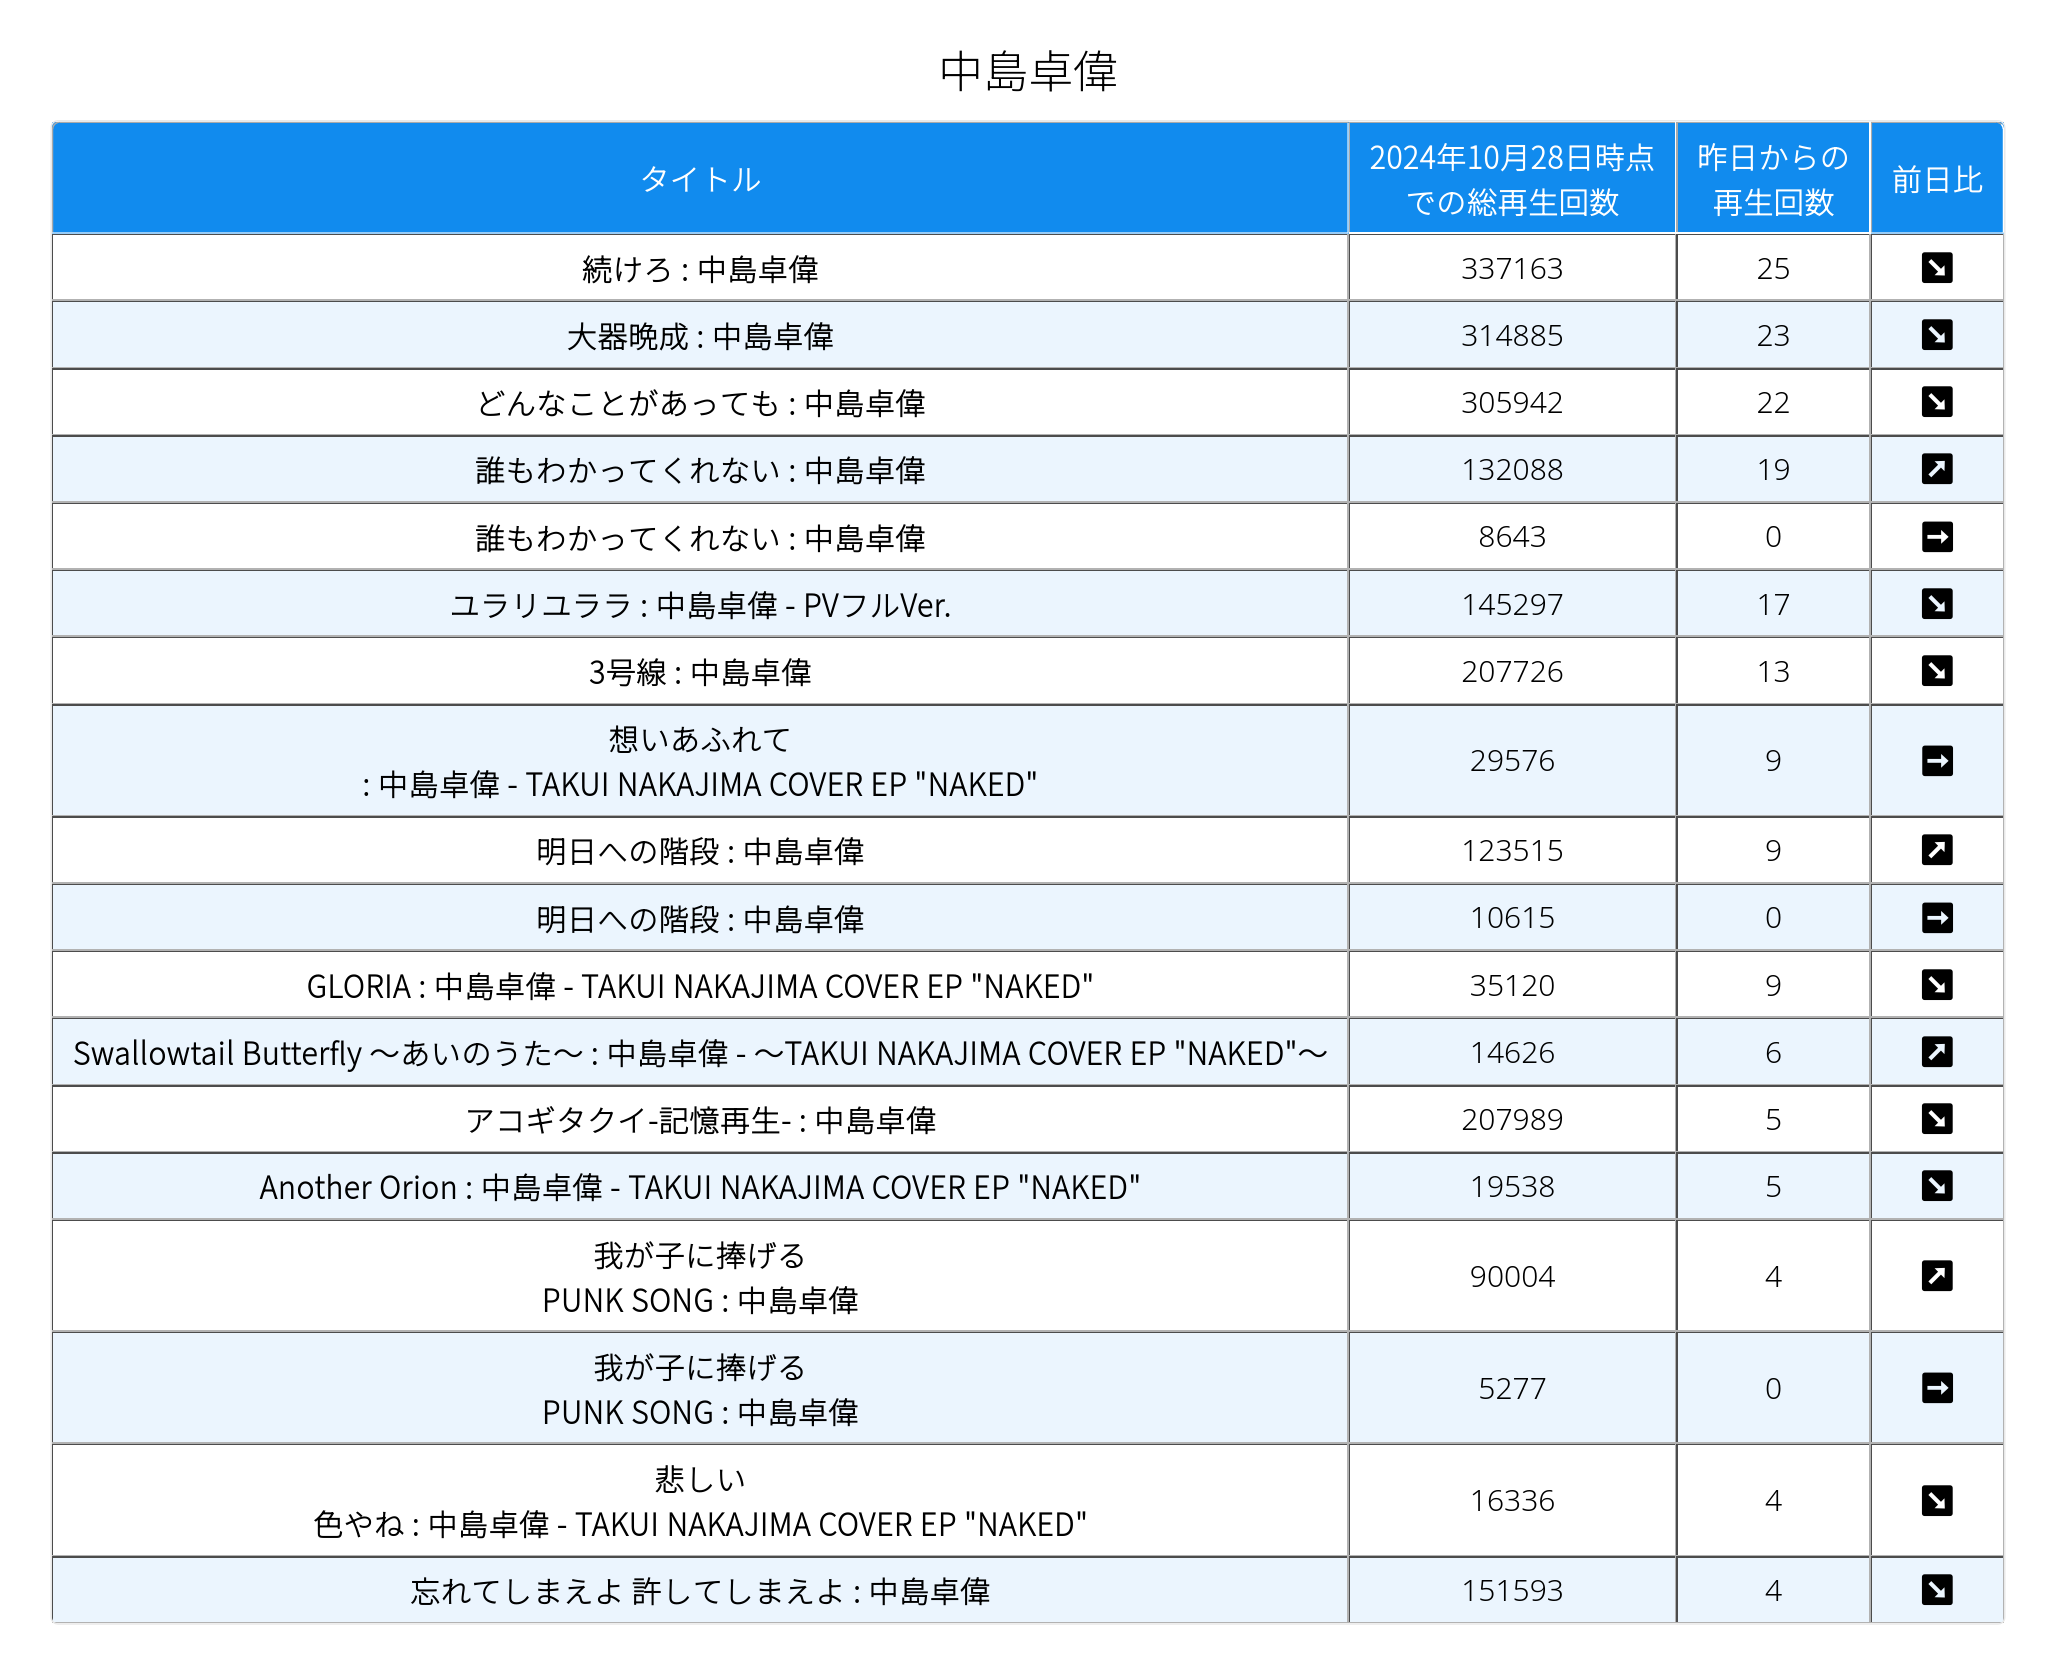 中島卓偉
タイトル
2024年10月28日時点
での総再生回数
昨日からの
再生回数
前日比
続けろ : 中島卓偉 337163 25 ↘
大器晩成 : 中島卓偉 314885 23 ↘
どんなことがあっても : 中島卓偉 305942 22 ↘
誰もわかってくれない : 中島卓偉 132088 19 ↗
誰もわかってくれない : 中島卓偉 8643 0 →
ユラリユララ : 中島卓偉 - PVフルVer. 145297 17 ↘
3号線 : 中島卓偉 207726 13 ↘
想いあふれて
: 中島卓偉 - TAKUI NAKAJIMA COVER EP "NAKED" 29576 9 →
明日への階段 : 中島卓偉 123515 9 ↗
明日への階段 : 中島卓偉 10615 0 →
GLORIA : 中島卓偉 - TAKUI NAKAJIMA COVER EP "NAKED" 35120 9 ↘
Swallowtail Butterfly 〜あいのうた〜 : 中島卓偉 - 〜TAKUI NAKAJIMA COVER EP "NAKED"〜 14626 6 ↗
アコギタクイ-記憶再生- : 中島卓偉 207989 5 ↘
Another Orion : 中島卓偉 - TAKUI NAKAJIMA COVER EP "NAKED" 19538 5 ↘
我が子に捧げる
PUNK SONG : 中島卓偉 90004 4 ↗
我が子に捧げる
PUNK SONG : 中島卓偉 5277 0 →
悲しい
色やね : 中島卓偉 - TAKUI NAKAJIMA COVER EP "NAKED" 16336 4 ↘
忘れてしまえよ 許してしまえよ : 中島卓偉 151593 4 ↘